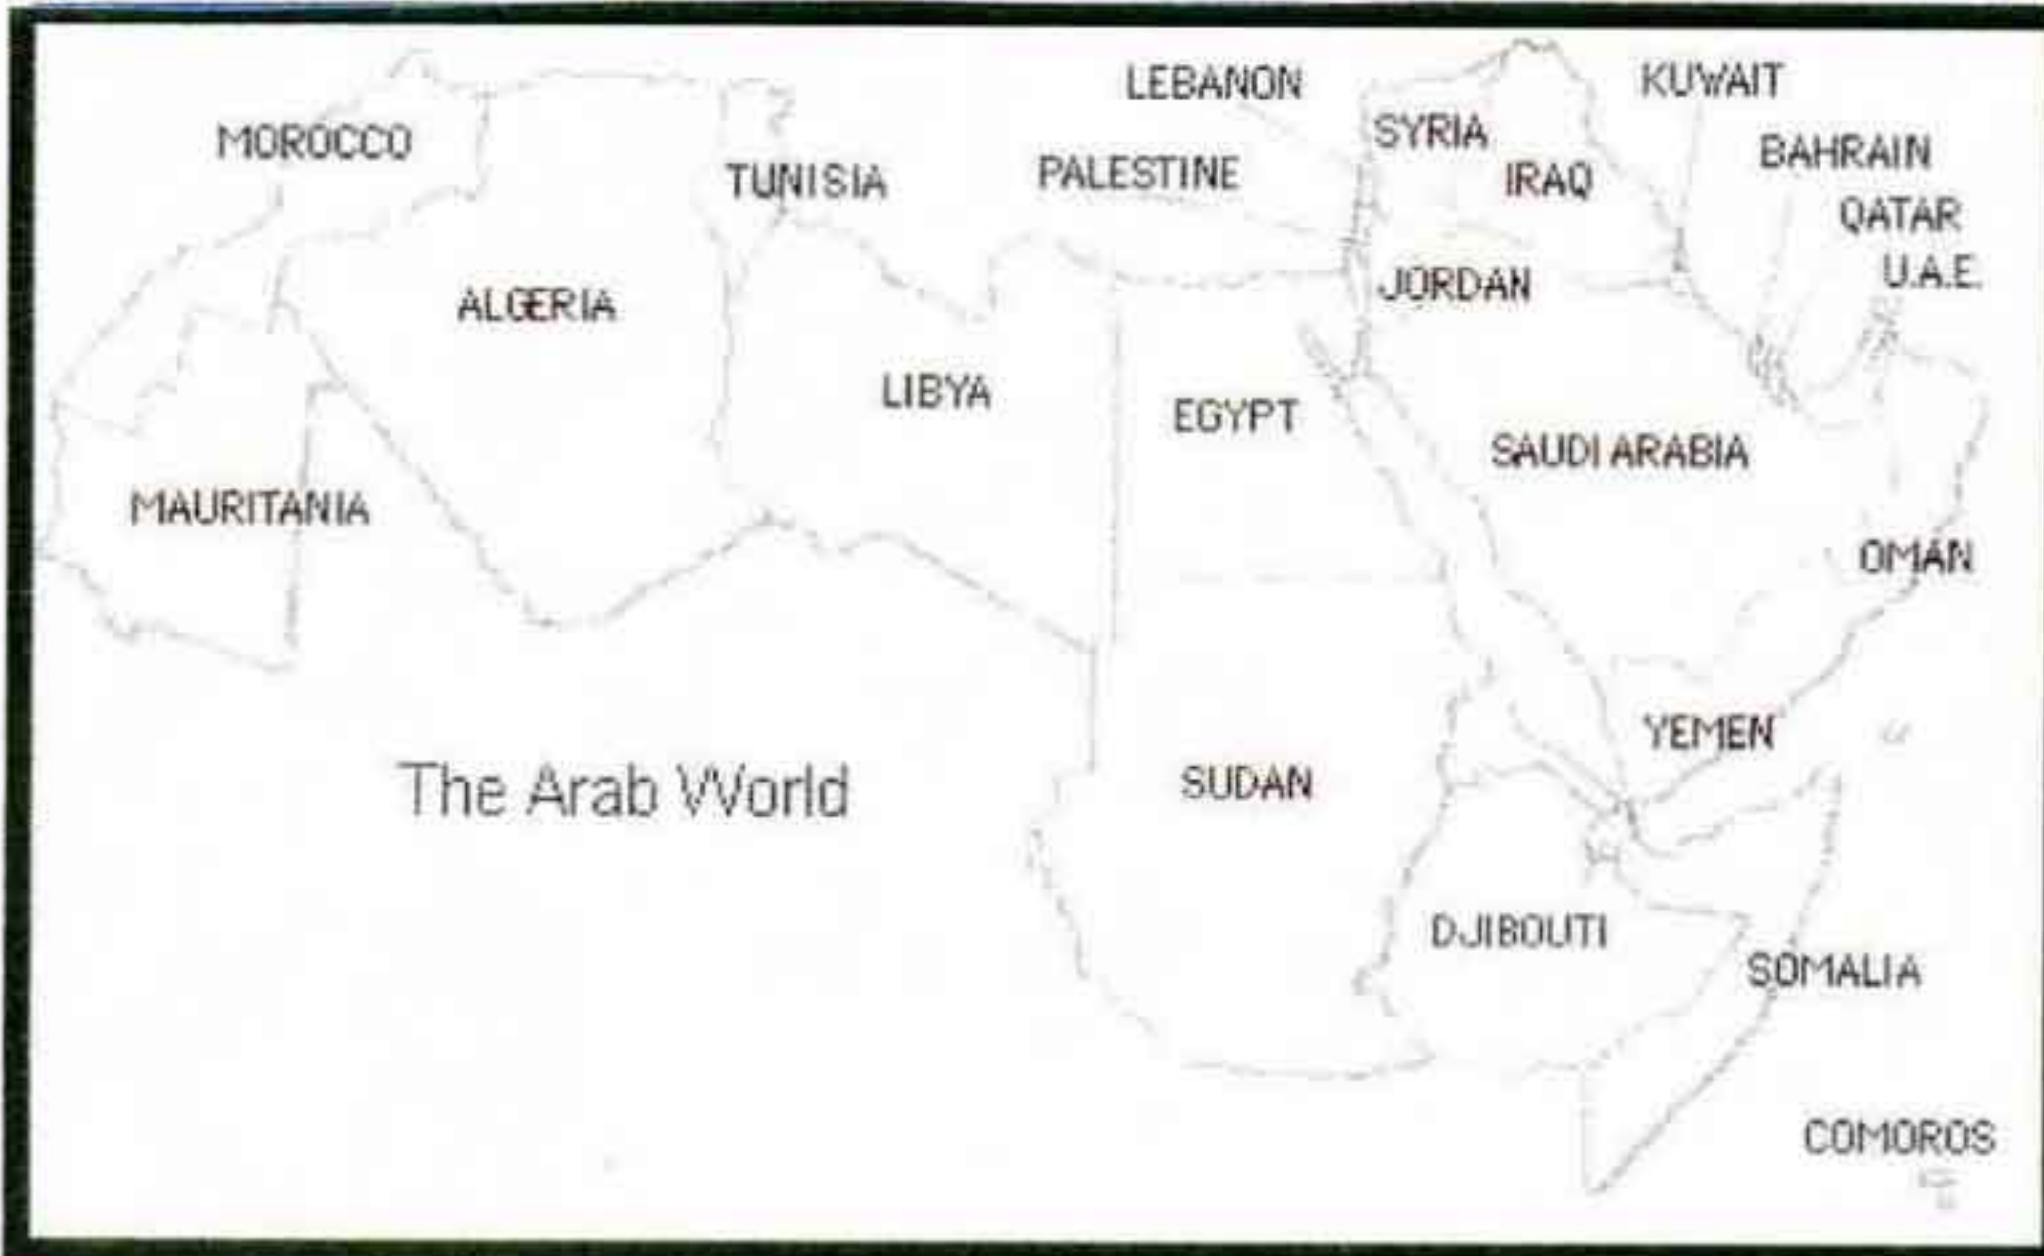 LEBANON
KUWAIT
MOROCCO
SYRIA
BAHRAIN
TUNISIA
PALESTINE
IRAQ
QATAR
U.A.E.
ALGERIA
JORDAN
LIBYA
EGYPT
SAUDI ARABIA
MAURITANIA
OMAN
YEMEN
The Arab World
SUDAN
DJIBOUTI
SOMALIA
COMOROS